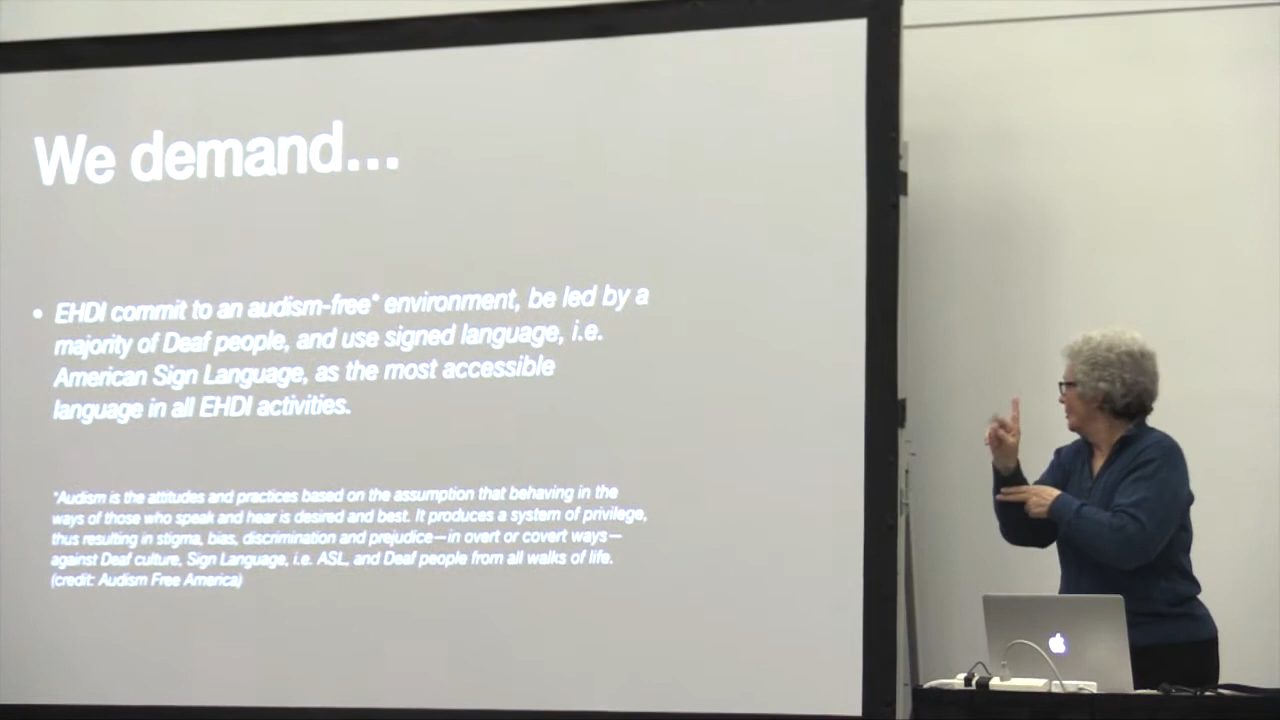 We demand...
• EHDI commit to an audism-free* environment, be led by a
majority of Deaf people, and use signed language, i.e.
American Sign Language, as the most accessible
language in all EHDI activities.
*Audism is the attitudes and practices based on the assumption that behaving in the
ways of those who speak and hear is desired and best. It produces a system of privilege,
thus resulting in stigma, bias, discrimination and prejudice—in overt or covert ways—
against Deaf culture, Sign Language, i.e. ASL, and Deaf people from all walks of life.
(credit: Audism Free America)